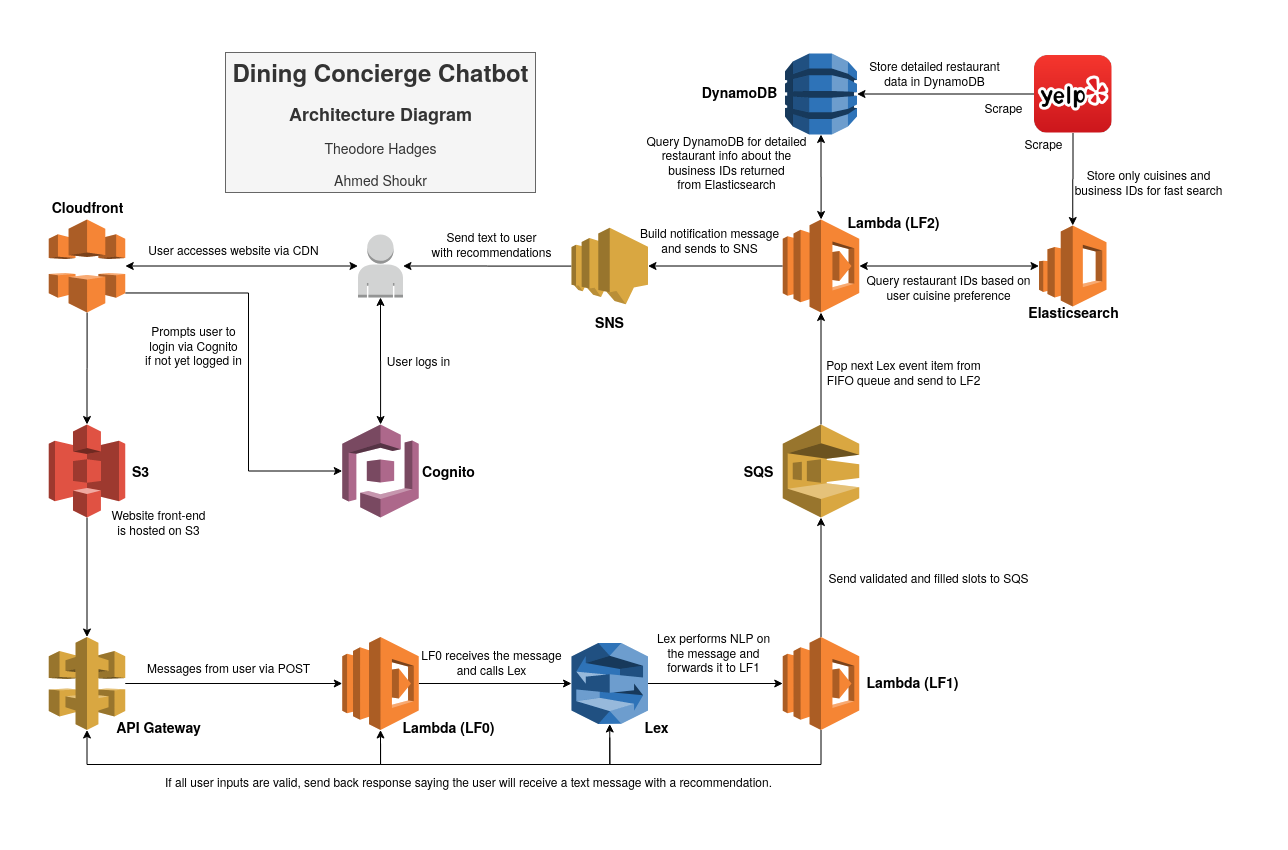 Dining Concierge Chatbot
Architecture Diagram
Theodore Hadges
Ahmed Shoukr
DynamoDB
Store detailed restaurant
data in DynamoDB
yelp
Scrape
Scrape
Query DynamoDB for detailed
restaurant info about the
business IDs returned
from Elasticsearch
Store only cuisines and
business IDs for fast search
Cloudfront
User accesses website via CDN
Send text to user
with recommendations
SNS
Build notification message
and sends to SNS
Lambda (LF2)
Query restaurant IDs based on
user cuisine preference
Elasticsearch
Prompts user to
login via Cognito
if not yet logged in
User logs in
Pop next Lex event item from
FIFO queue and send to LF2
S3
Website front-end
is hosted on S3
Cognito
SQS
Send validated and filled slots to SQS
API Gateway
Messages from user via POST
Lambda (LF0)
LF0 receives the message
and calls Lex
Lex
Lex performs NLP on
the message and
forwards it to LF1
Lambda (LF1)
If all user inputs are valid, send back response saying the user will receive a text message with a recommendation.